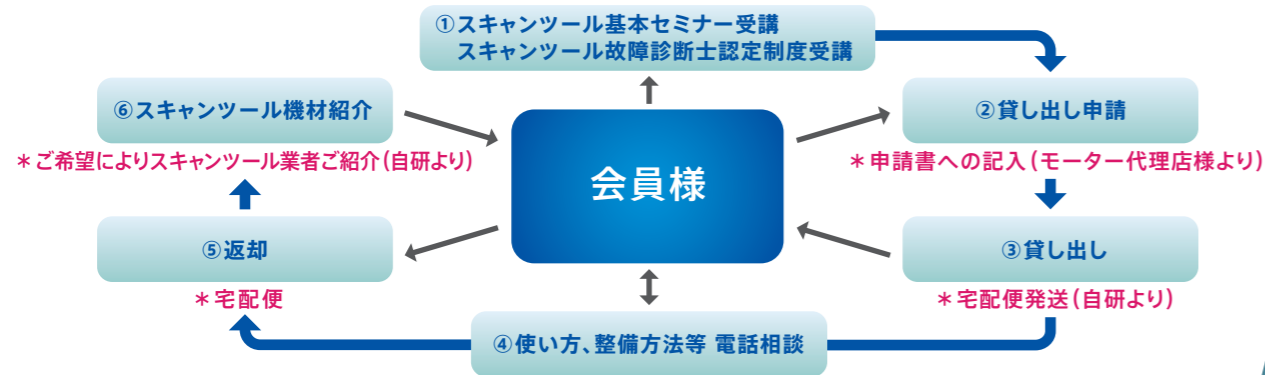 ①スキャンツール基本セミナー受講
スキャンツール故障診断士認定制度受講
⑥スキャンツール機材紹介
＊ご希望によりスキャンツール業者ご紹介(自研より)
会員様
②貸し出し申請
＊申請書への記入(モーター代理店様より)
⑤返却
＊宅配便
③貸し出し
＊宅配便発送(自研より)
④使い方、整備方法等 電話相談